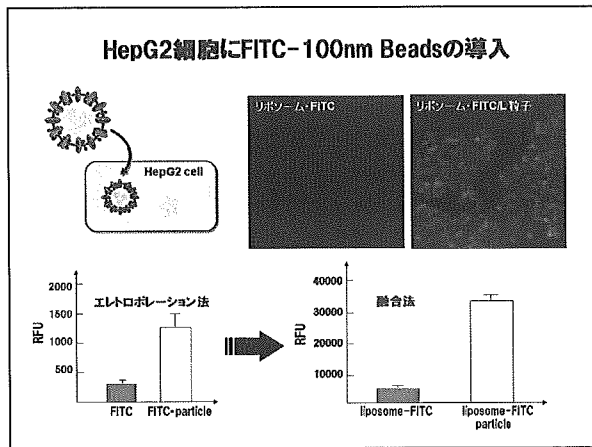 HepG2細胞にFITC-100nm Beadsの導入
HepG2 cell
リポソーム・FITC
リポソーム・FITC/L粒子
エレトロポレーション法
RFU
2000
1500
1000
500
FITC
FITC-particle
融合法
RFU
40000
30000
20000
10000
liposome-FITC
liposome-FITC
particle